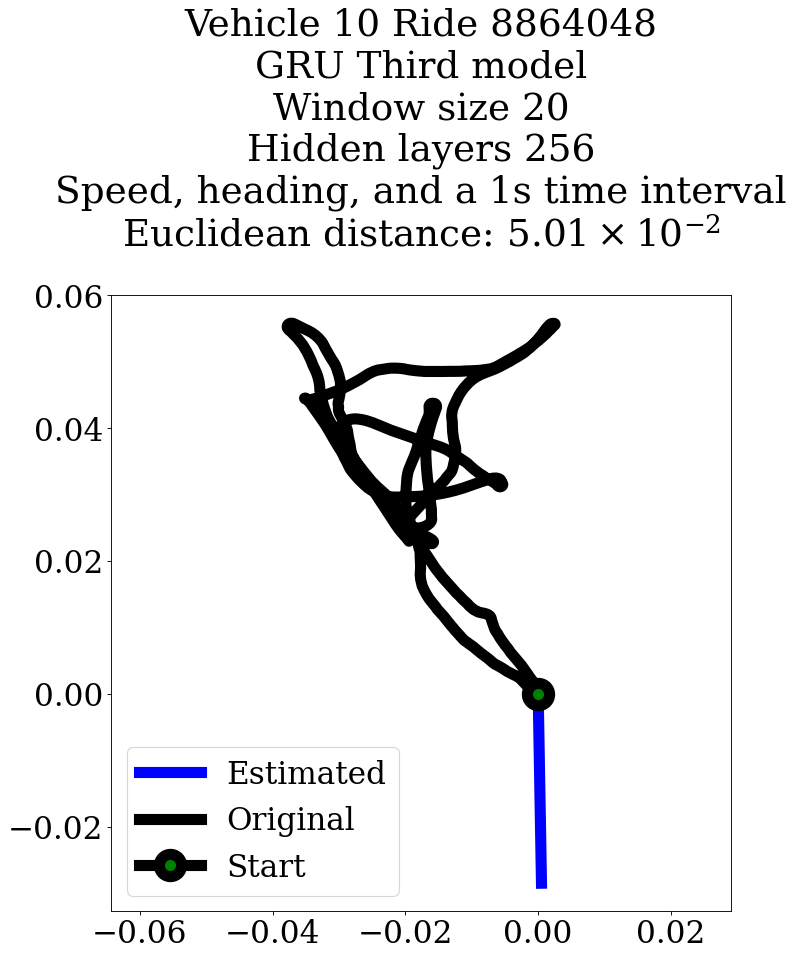 Vehicle 10 Ride 8864048
GRU Third model
Window size 20
Hidden layers 256
Speed, heading, and a 1s time interval
Euclidean distance: 5.01 × 10⁻²
0.06
0.04
0.02
0.00
−0.02
Estimated
Original
Start
−0.06 −0.04 −0.02 0.00 0.02